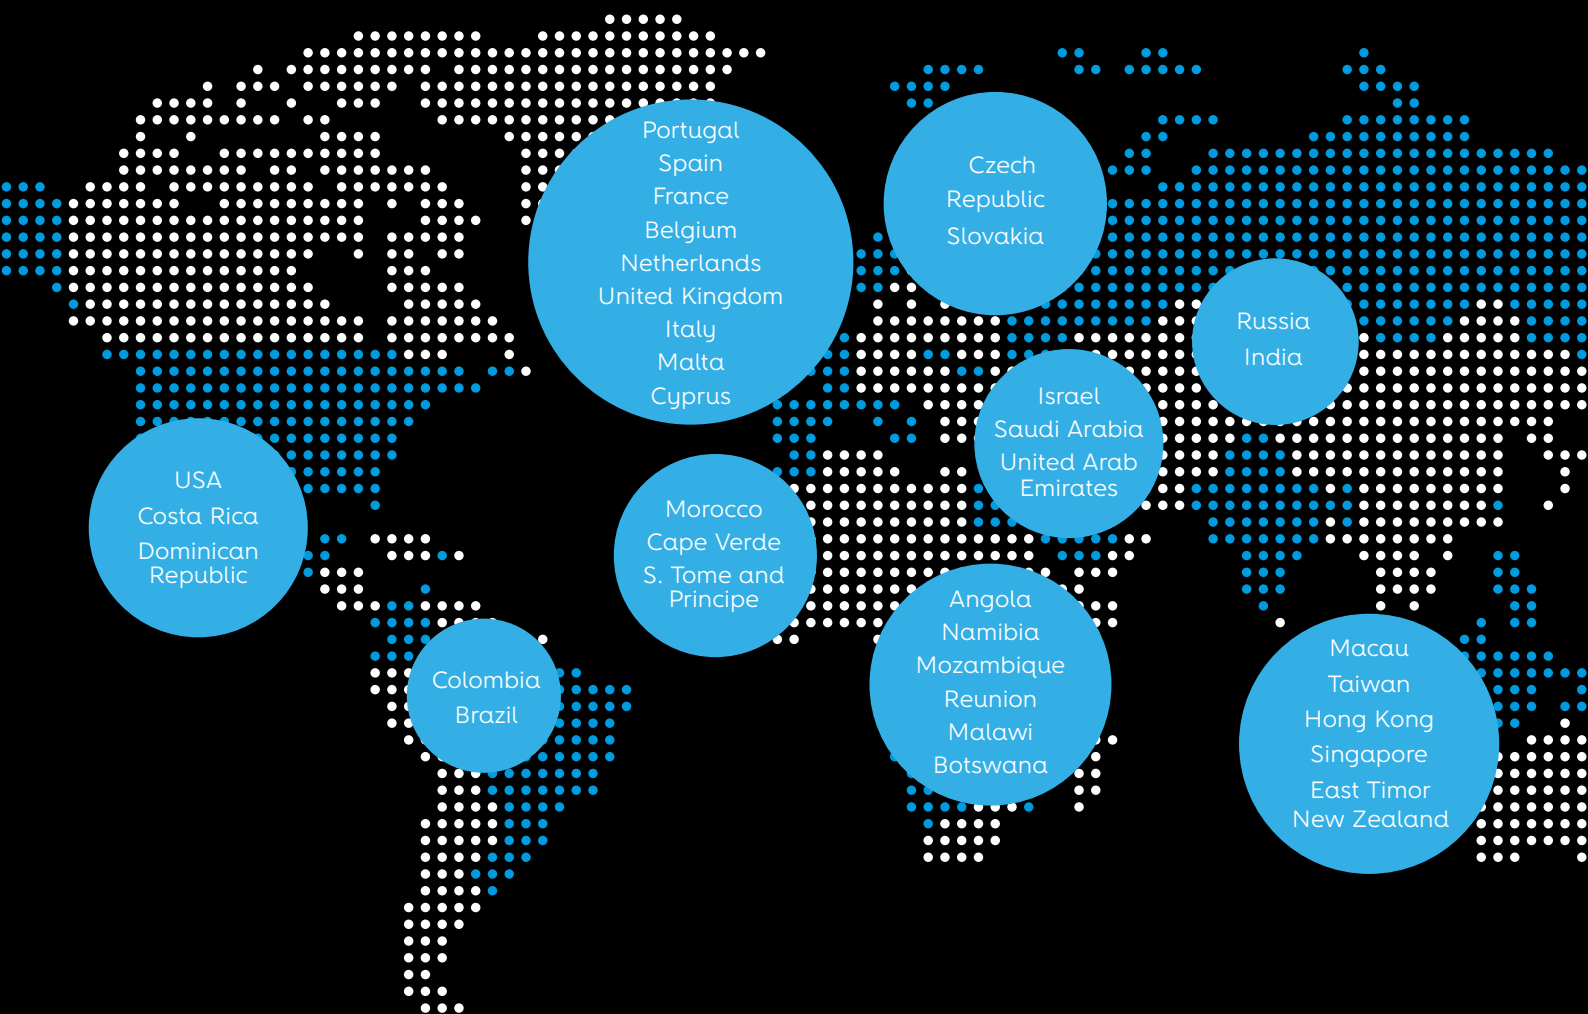 Portugal
Spain
France
Belgium
Netherlands
United Kingdom
Italy
Malta
Cyprus
Czech
Republic
Slovakia
Russia
India
Israel
Saudi Arabia
United Arab
Emirates
USA
Costa Rica
Dominican
Republic
Morocco
Cape Verde
S. Tome and
Principe
Colombia
Brazil
Angola
Namibia
Mozambique
Reunion
Malawi
Botswana
Macau
Taiwan
Hong Kong
Singapore
East Timor
New Zealand